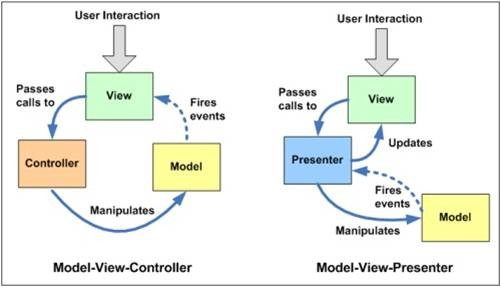 User Interaction
Passes
calls to
View
Fires
events
Controller
Model
Manipulates
Model-View-Controller
User Interaction
Passes
calls to
View
Updates
Presenter
Fires
events
Model
Manipulates
Model-View-Presenter